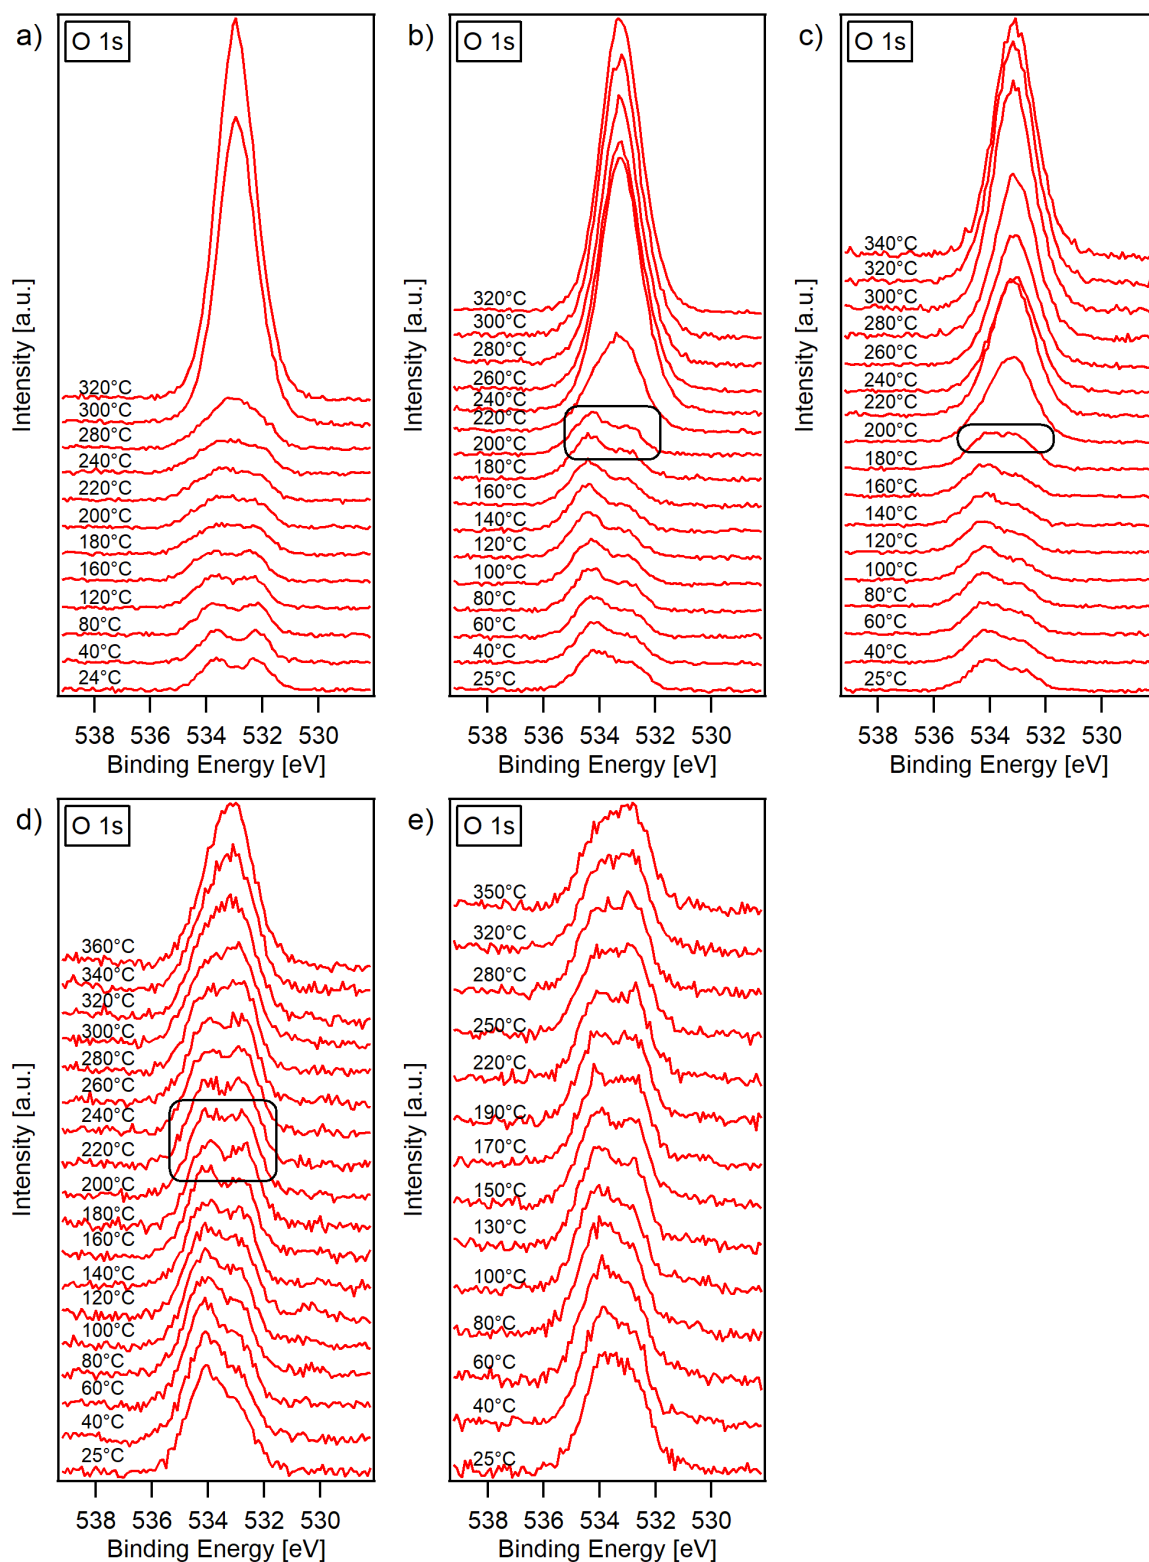 a)
O 1s
Intensity [a.u.]
320°C
300°C
280°C
240°C
220°C
200°C
180°C
160°C
120°C
80°C
40°C
24°C
538 536 534 532 530
Binding Energy [eV]
b)
O 1s
Intensity [a.u.]
320°C
300°C
280°C
260°C
240°C
220°C
200°C
180°C
160°C
140°C
120°C
100°C
80°C
60°C
40°C
25°C
538 536 534 532 530
Binding Energy [eV]
c)
O 1s
Intensity [a.u.]
340°C
320°C
300°C
280°C
260°C
240°C
220°C
200°C
180°C
160°C
140°C
120°C
100°C
80°C
60°C
40°C
25°C
538 536 534 532 530
Binding Energy [eV]
d)
O 1s
Intensity [a.u.]
360°C
340°C
320°C
300°C
280°C
260°C
240°C
220°C
200°C
180°C
160°C
140°C
120°C
100°C
80°C
60°C
40°C
25°C
538 536 534 532 530
Binding Energy [eV]
e)
O 1s
Intensity [a.u.]
350°C
320°C
280°C
250°C
220°C
190°C
170°C
150°C
130°C
100°C
80°C
60°C
40°C
25°C
538 536 534 532 530
Binding Energy [eV]